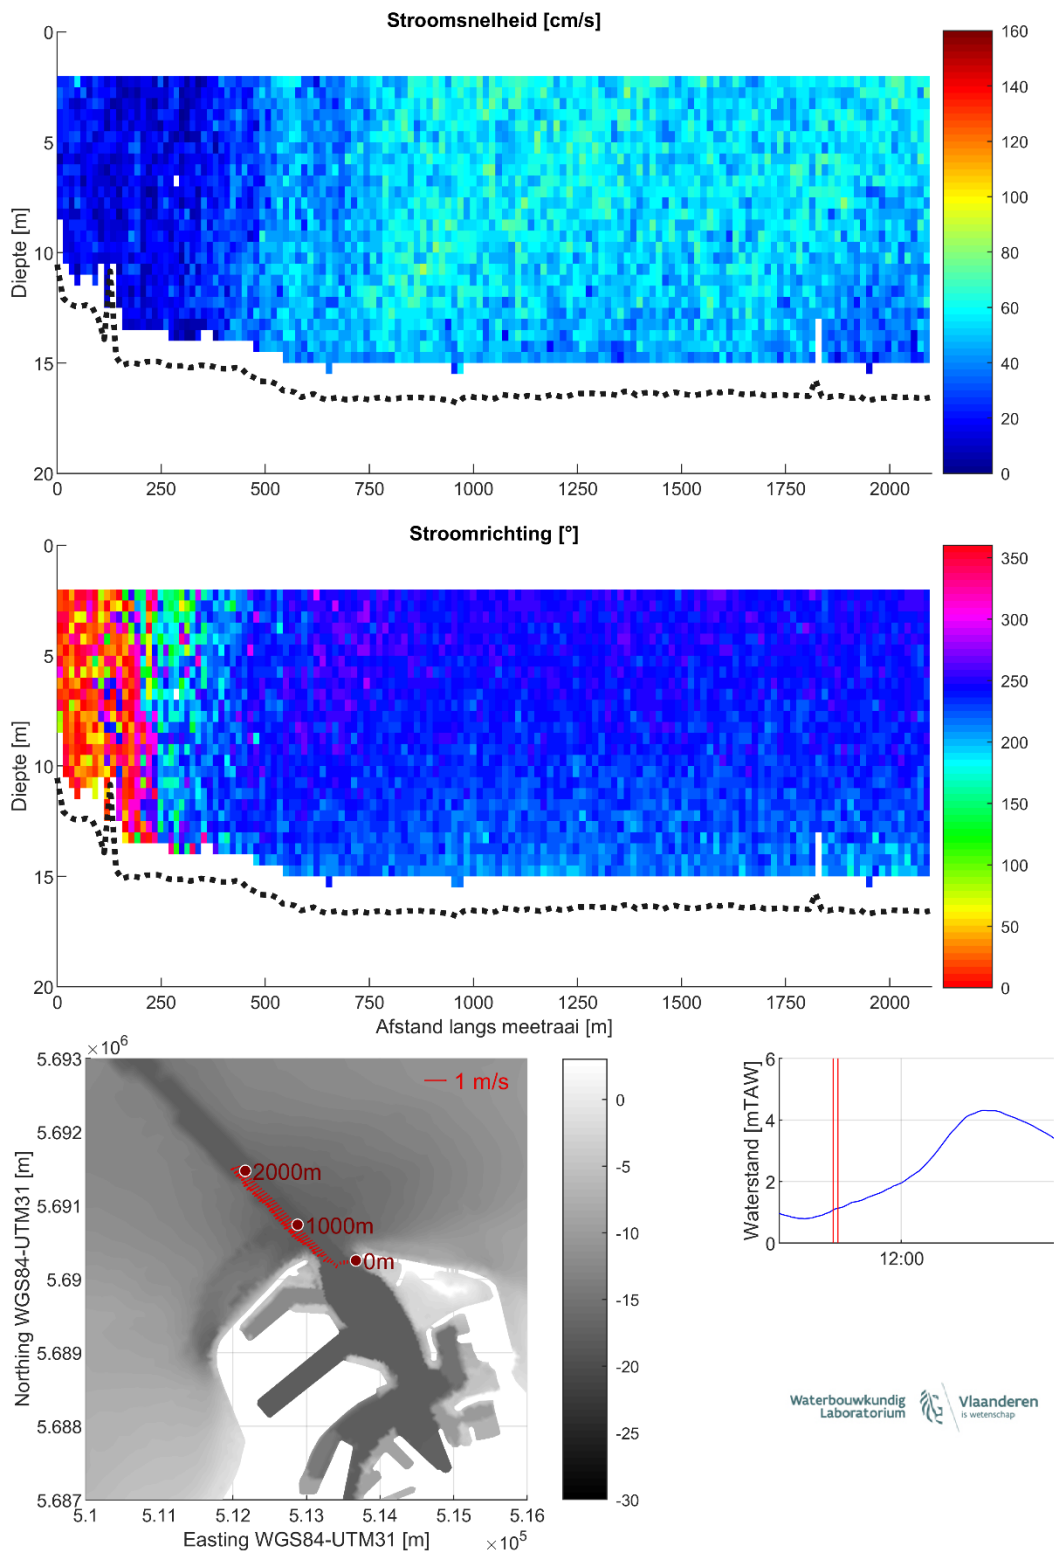 Stroomsnelheid [cm/s]
0
5
10
15
20
Diepte [m]
0 250 500 750 1000 1250 1500 1750 2000
160
140
120
100
80
60
40
20
0
Stroomrichting [°]
0
5
10
15
20
Diepte [m]
0 250 500 750 1000 1250 1500 1750 2000
Afstand langs meetraai [m]
350
300
250
200
150
100
50
0
×10⁶
5.693
5.692
5.691
5.69
5.689
5.688
5.687
Northing WGS84-UTM31 [m]
1 m/s
2000m
1000m
0m
5.1 5.11 5.12 5.13 5.14 5.15 5.16
Easting WGS84-UTM31 [m]
×10⁵
0
-5
-10
-15
-20
-25
-30
Waterstand [mTAW]
6
4
2
0
12:00
Waterbouwkundig
Laboratorium
Vlaanderen
is wetenschap